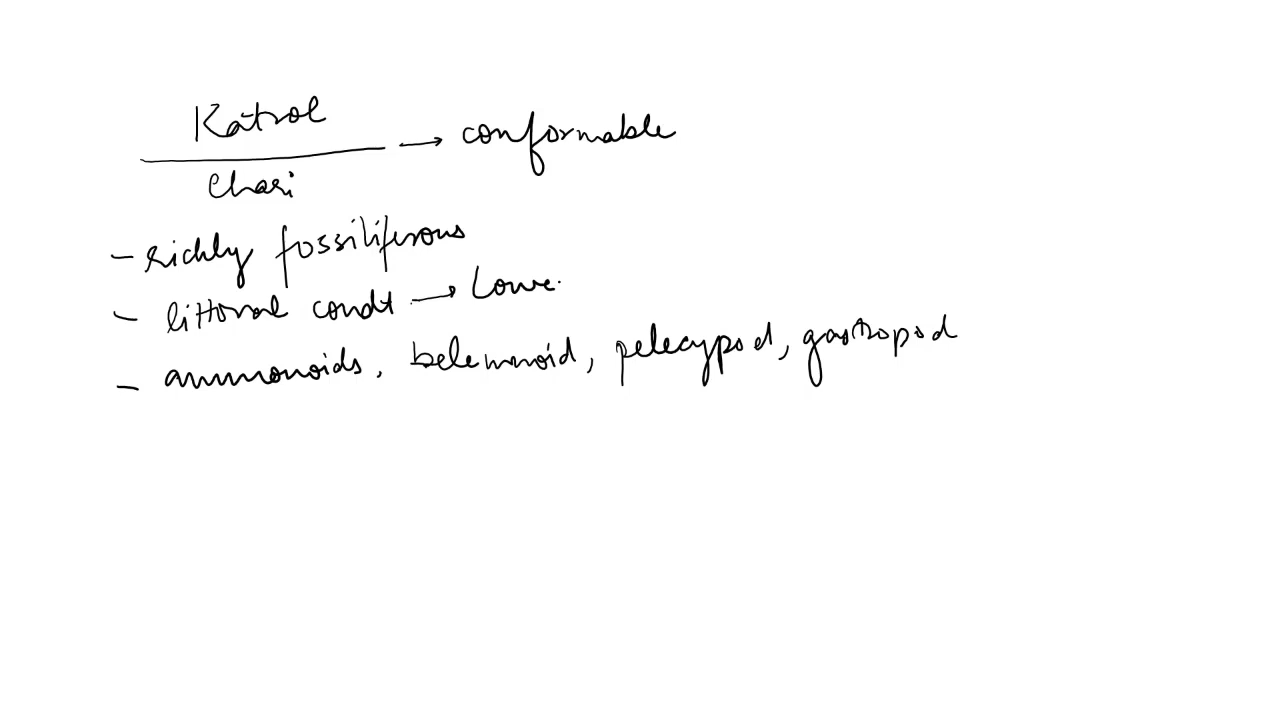 Katrol
→ conformable
Chari
- richly fossiliferous
- littoral condt → Lowe
- ammonoids, belemnoid, pelecypod, gastropod